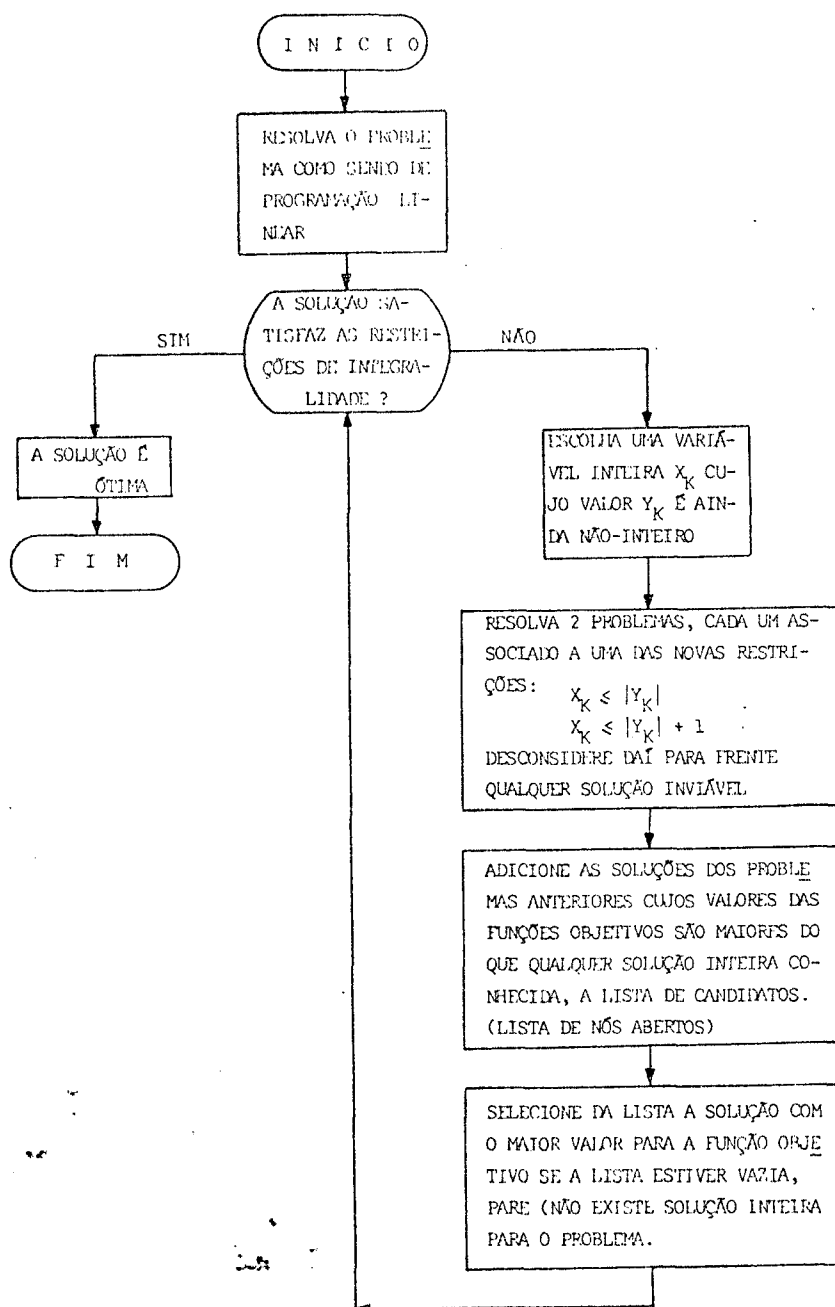 I N Í C I O
RESOLVA O PROBLE
MA COMO SENDO DE
PROGRAMAÇÃO LI-
NEAR
A SOLUÇÃO SA-
TISFAZ AS RESTRI-
ÇÕES DE INTEGRA-
LIDADE ?
SIM
NÃO
A SOLUÇÃO É
ÓTIMA
F I M
ESCOLHA UMA VARIÁ-
VEL INTEIRA X_K CU-
JO VALOR Y_K É AIN-
DA NÃO-INTEIRO
RESOLVA 2 PROBLEMAS, CADA UM AS-
SOCIADO A UMA DAS NOVAS RESTRI-
ÇÕES:
X_K ≤ |Y_K|
X_K ≤ |Y_K| + 1
DESCONSIDERE DAÍ PARA FRENTE
QUALQUER SOLUÇÃO INVIÁVEL
ADICIONE AS SOLUÇÕES DOS PROBLE
MAS ANTERIORES CUJOS VALORES DAS
FUNÇÕES OBJETIVOS SÃO MAIORES DO
QUE QUALQUER SOLUÇÃO INTEIRA CO-
NHECIDA, A LISTA DE CANDIDATOS.
(LISTA DE NÓS ABERTOS)
SELECIONE DA LISTA A SOLUÇÃO COM
O MAIOR VALOR PARA A FUNÇÃO OBJE
TIVO SE A LISTA ESTIVER VAZIA,
PARE (NÃO EXISTE SOLUÇÃO INTEIRA
PARA O PROBLEMA.